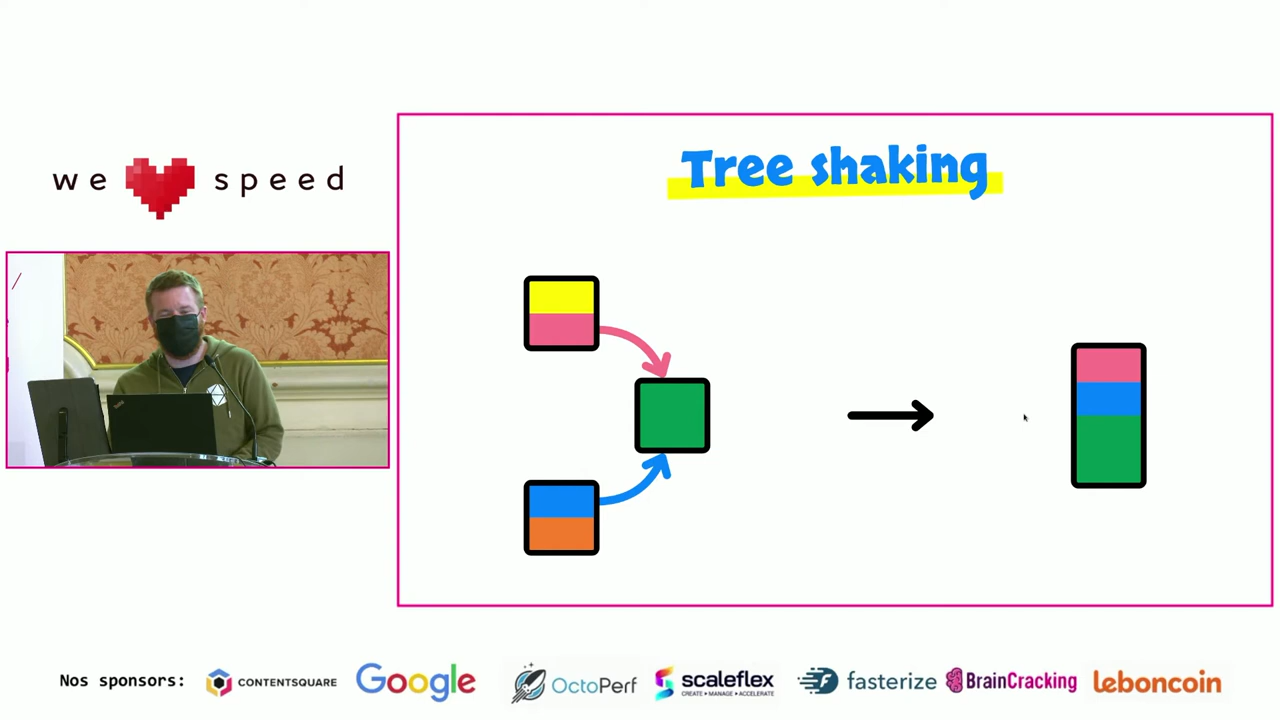 we speed
Tree shaking
Nos sponsors:
CONTENTSQUARE
Google
OctoPerf
scaleflex
CREATE • MANAGE • ACCELERATE
fasterize
BrainCracking
leboncoin